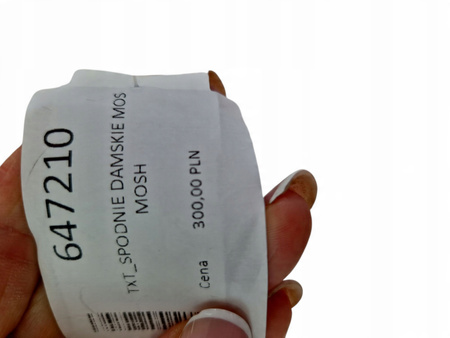 647210
TXT_SPODNIE DAMSKIE MOS
MOSH
Cena 300,00 PLN